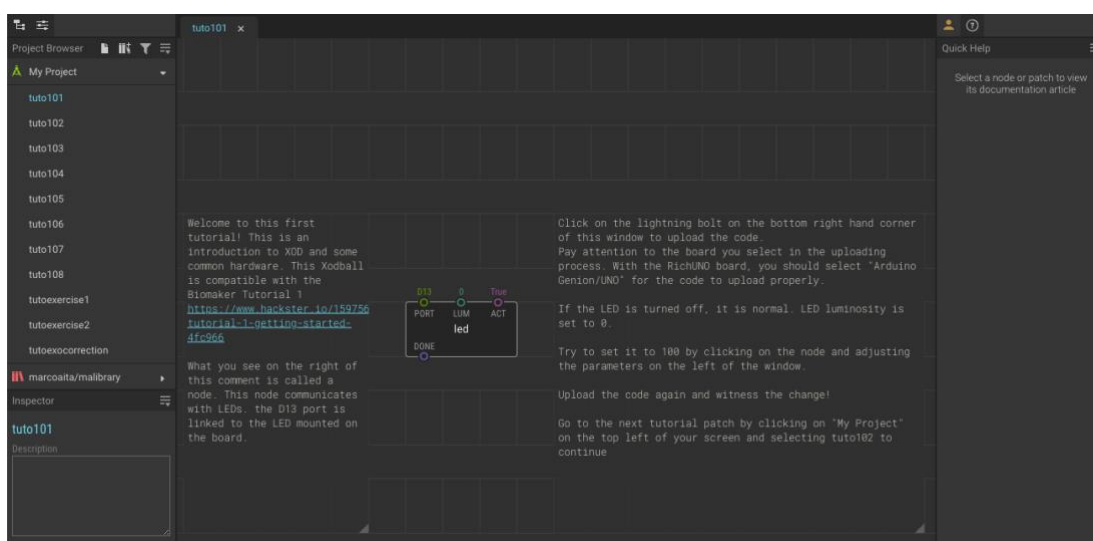 tuto101
Project Browser
Quick Help
My Project
tuto101
tuto102
tuto103
tuto104
tuto105
tuto106
tuto107
tuto108
tutoexercise1
tutoexercise2
tutoexocorrection
marcoaita/malibrary
Inspector
tuto101
Description
Welcome to this first
tutorial! This is an
introduction to XOD and some
common hardware. This Xodball
is compatible with the
Biomaker Tutorial 1
https://www.hackster.io/159756
tutorial-1-getting-started-
4fc966
What you see on the right of
this comment is called a
node. This node communicates
with LEDs. the D13 port is
linked to the LED mounted on
the board.
D13 0 True
PORT LUM ACT
led
DONE
Click on the lightning bolt on the bottom right hand corner
of this window to upload the code.
Pay attention to the board you select in the uploading
process. With the RichUNO board, you should select "Arduino
Genion/UNO" for the code to upload properly.
If the LED is turned off, it is normal. LED luminosity is
set to 0.
Try to set it to 100 by clicking on the node and adjusting
the parameters on the left of the window.
Upload the code again and witness the change!
Go to the next tutorial patch by clicking on "My Project"
on the top left of your screen and selecting tuto102 to
continue
Select a node or patch to view
its documentation article